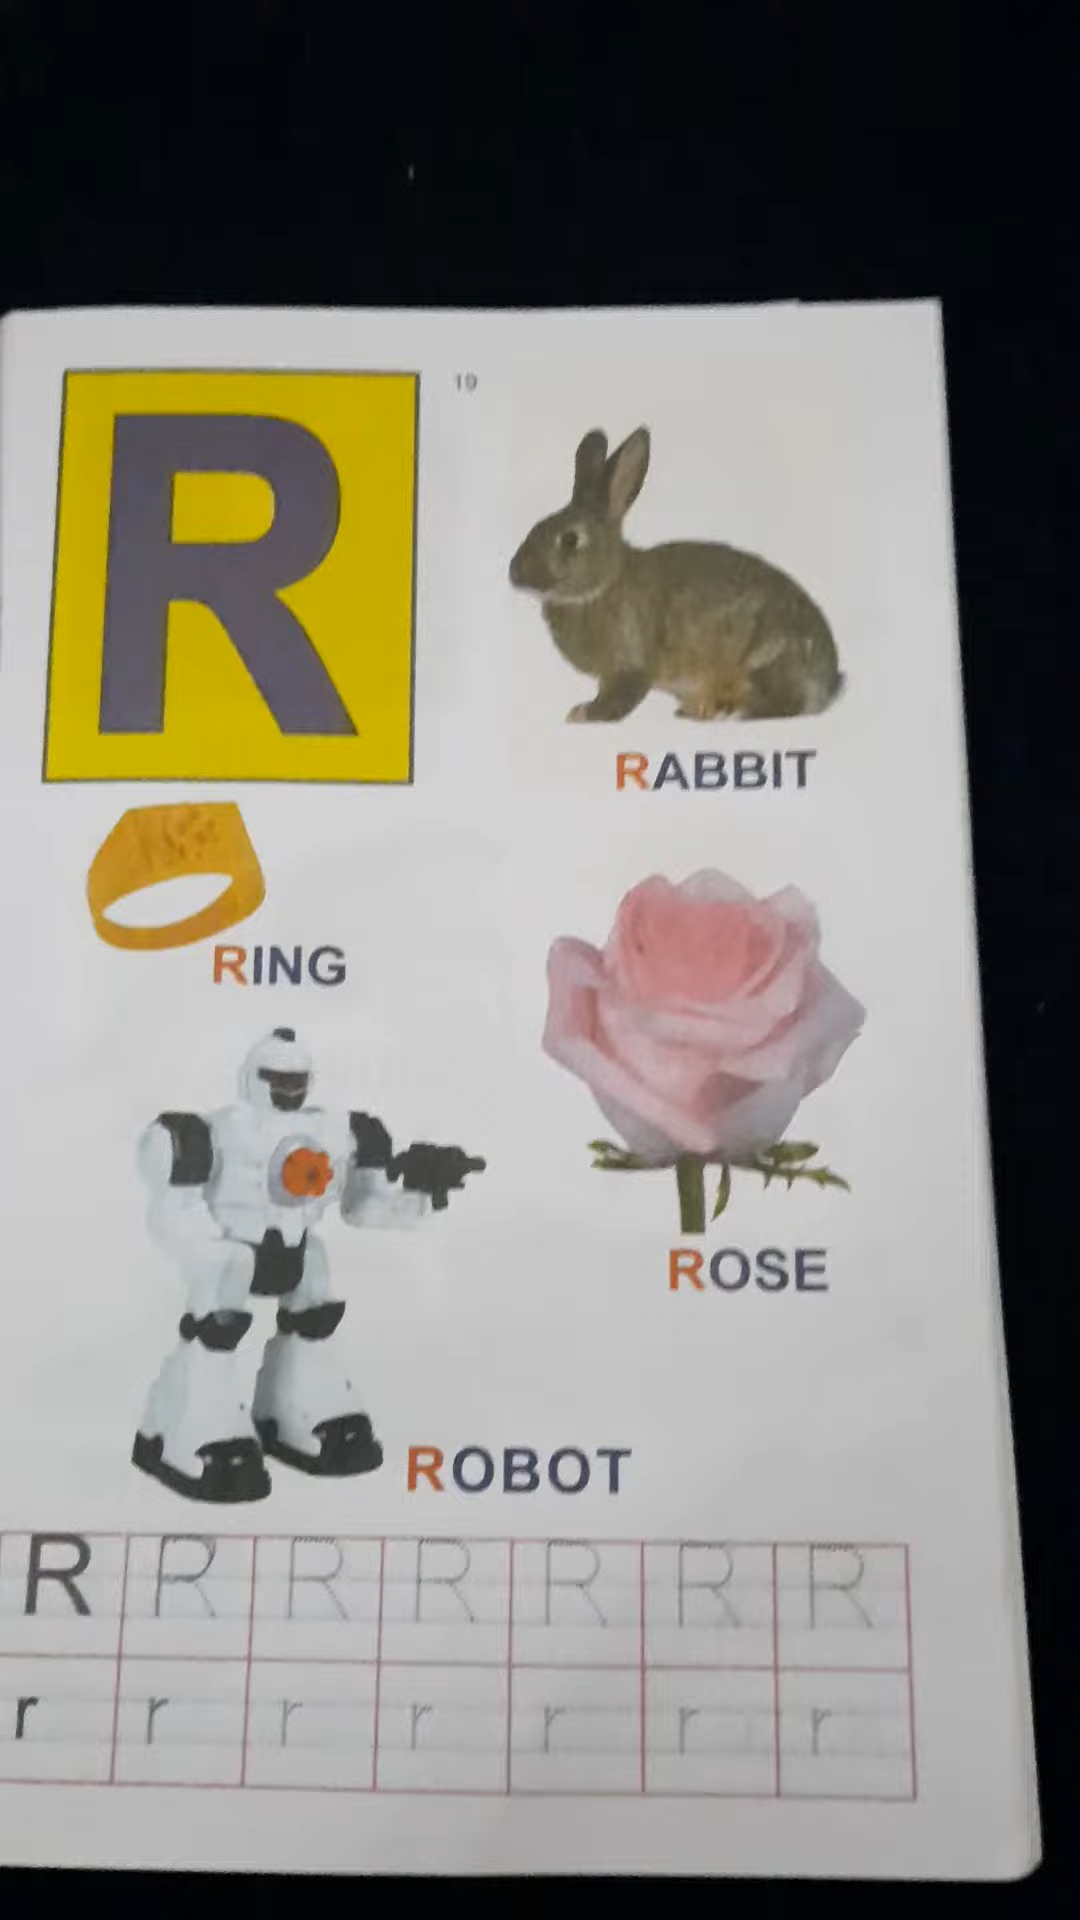 R
19
RABBIT
RING
ROSE
ROBOT
R R R R R R R
r r r r r r r